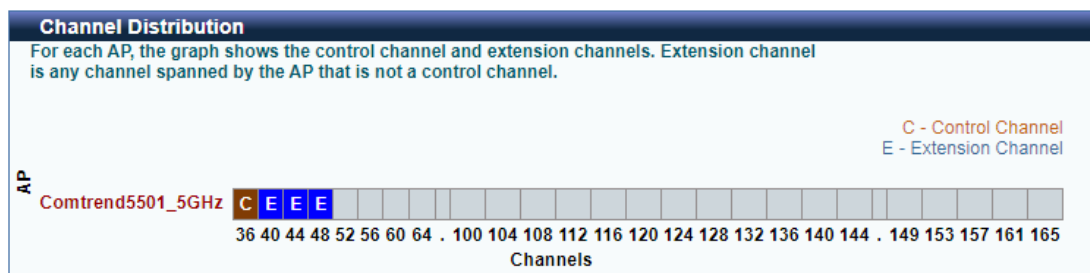 Channel Distribution
For each AP, the graph shows the control channel and extension channels. Extension channel
is any channel spanned by the AP that is not a control channel.
C - Control Channel
E - Extension Channel
AP
Comtrend5501_5GHz C E E E
36 40 44 48 52 56 60 64 . 100 104 108 112 116 120 124 128 132 136 140 144 . 149 153 157 161 165
Channels